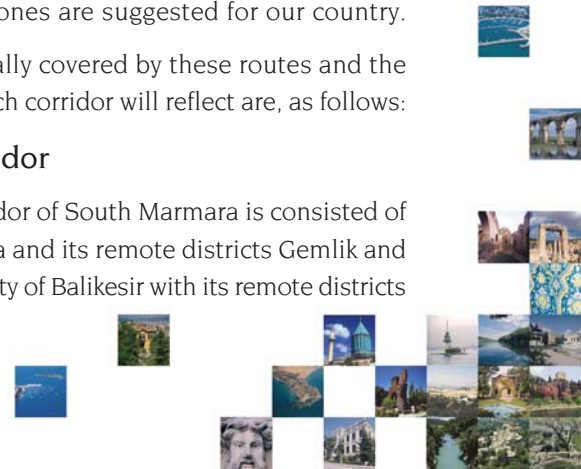 ones are suggested for our country.
ally covered by these routes and the
ch corridor will reflect are, as follows:
dor
dor of South Marmara is consisted of
a and its remote districts Gemlik and
ty of Balikesir with its remote districts